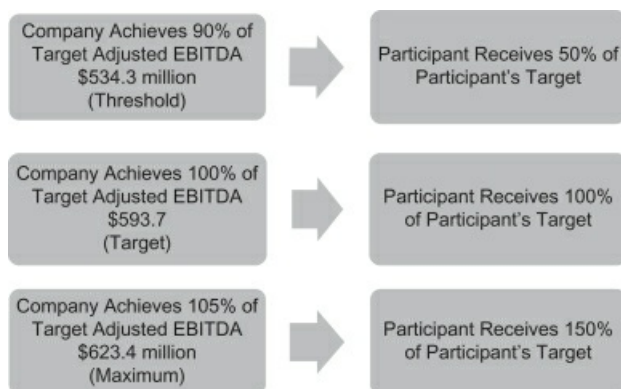 Company Achieves 90% of
Target Adjusted EBITDA
$534.3 million
(Threshold)
Participant Receives 50% of
Participant's Target
Company Achieves 100% of
Target Adjusted EBITDA
$593.7
(Target)
Participant Receives 100%
of Participant's Target
Company Achieves 105% of
Target Adjusted EBITDA
$623.4 million
(Maximum)
Participant Receives 150%
of Participant's Target